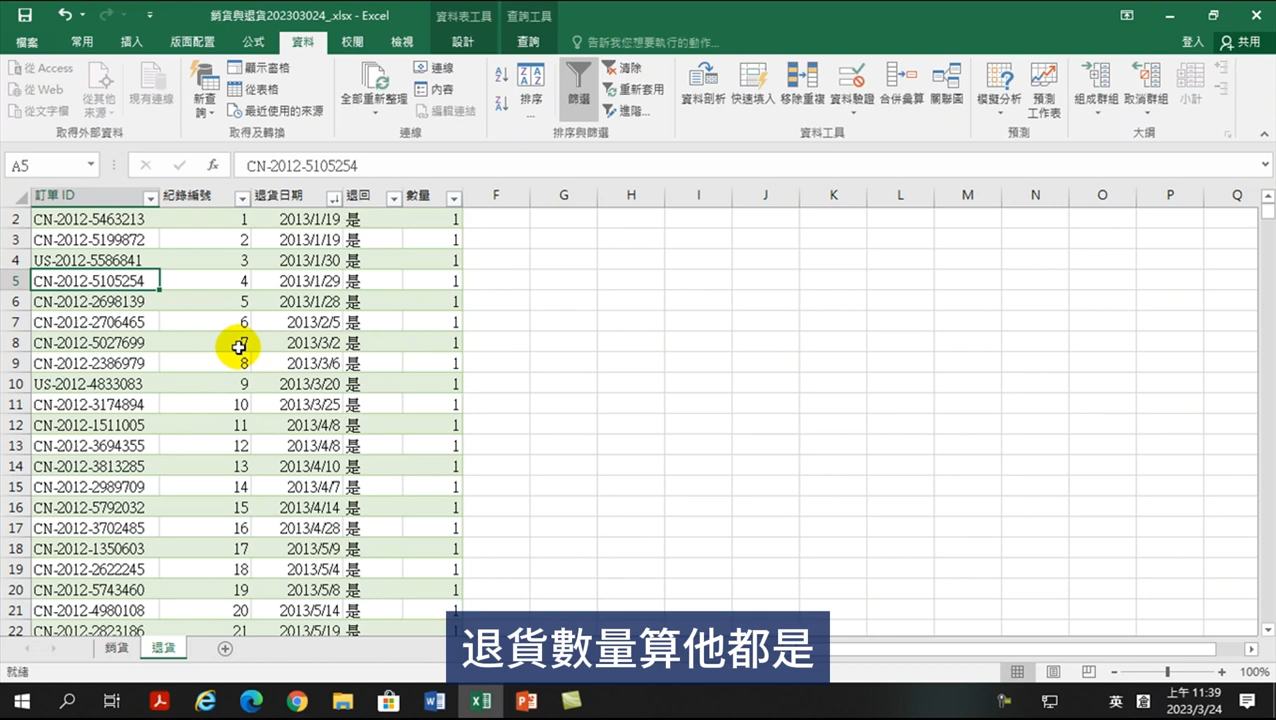 銷貨與退貨202303024_.xlsx - Excel
資料表工具 查詢工具
檔案 常用 插入 版面配置 公式 資料 校閱 檢視 設計 查詢 告訴我您想要執行的動作... 登入 共用
從 Access
從 Web
從文字檔
從其他來源
現有連線
取得外部資料
新查詢
顯示窗格
從表格
最近使用的來源
取得及轉換
全部重新整理
連線
內容
編輯連結
連線
排序...
篩選
清除
重新套用
進階...
排序與篩選
資料剖析 快速填入 移除重複 資料驗證 合併彙算 關聯圖
資料工具
模擬分析 預測工作表
預測
組成群組 取消群組 小計
大綱
A5 fx CN-2012-5105254
訂單 ID 紀錄編號 退貨日期 退回 數量 F G H I J K L M N O P Q
2 CN-2012-5463213 1 2013/1/19 是 1
3 CN-2012-5199872 2 2013/1/19 是 1
4 US-2012-5586841 3 2013/1/30 是 1
5 CN-2012-5105254 4 2013/1/29 是 1
6 CN-2012-2698139 5 2013/1/28 是 1
7 CN-2012-2706465 6 2013/2/5 是 1
8 CN-2012-5027699 7 2013/3/2 是 1
9 CN-2012-2386979 8 2013/3/6 是 1
10 US-2012-4833083 9 2013/3/20 是 1
11 CN-2012-3174894 10 2013/3/25 是 1
12 CN-2012-1511005 11 2013/4/8 是 1
13 CN-2012-3694355 12 2013/4/8 是 1
14 CN-2012-3813285 13 2013/4/10 是 1
15 CN-2012-2989709 14 2013/4/7 是 1
16 CN-2012-5792032 15 2013/4/14 是 1
17 CN-2012-3702485 16 2013/4/28 是 1
18 CN-2012-1350603 17 2013/5/9 是 1
19 CN-2012-2622245 18 2013/5/4 是 1
20 CN-2012-5743460 19 2013/5/8 是 1
21 CN-2012-4980108 20 2013/5/14 是 1
22 CN-2012-2823186 21 2013/5/19 是
退貨數量算他都是
銷貨 退貨
就緒 100%
英 上午 11:39
2023/3/24